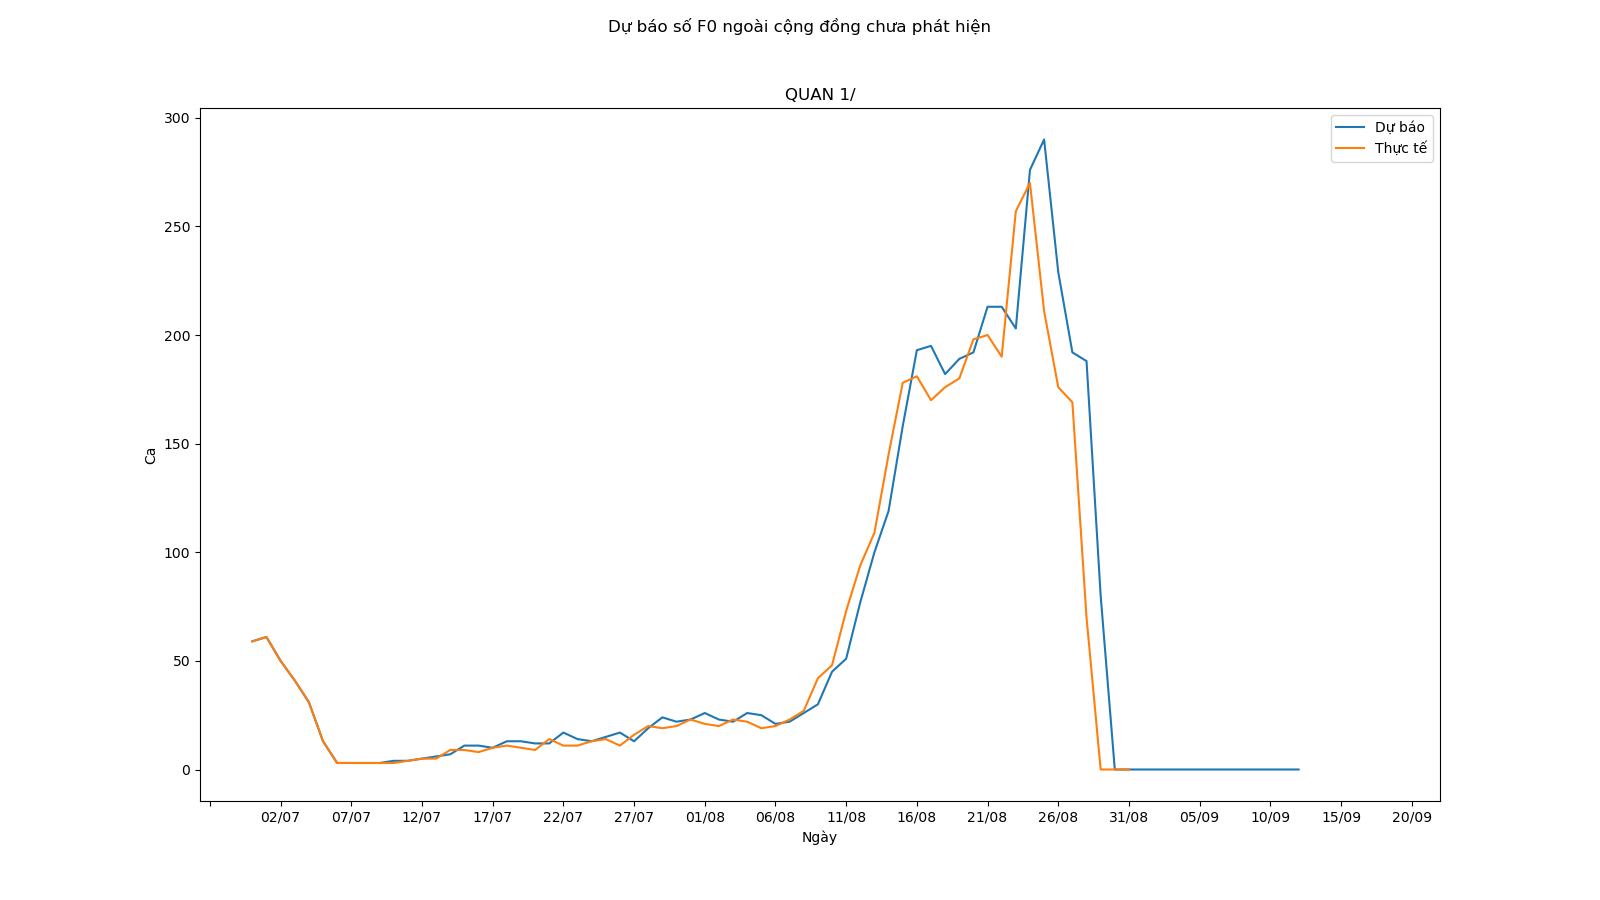 Dự báo số F0 ngoài cộng đồng chưa phát hiện
QUAN 1/
300
250
200
150
100
50
0
Ca
Dự báo
Thực tế
02/07 07/07 12/07 17/07 22/07 27/07 01/08 06/08 11/08 16/08 21/08 26/08 31/08 05/09 10/09 15/09 20/09
Ngày